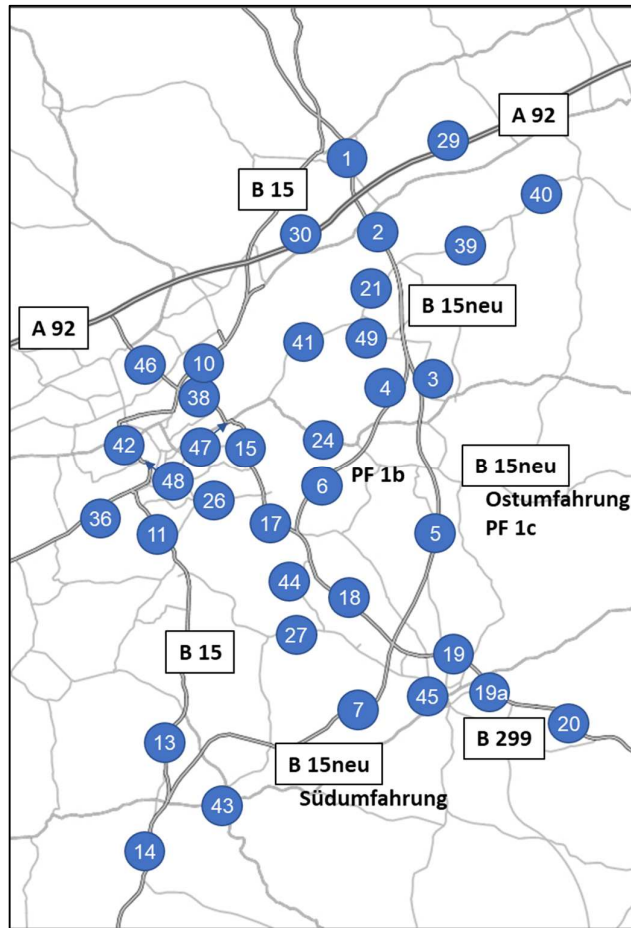 A 92
29
1
B 15
40
30
2
39
21
B 15neu
A 92
41
49
46
10
4
3
38
42
47
15
24
B 15neu
PF 1b
48
6
Ostumfahrung
26
36
PF 1c
17
11
5
44
18
27
B 15
19
45
19a
7
20
13
B 299
B 15neu
Südumfahrung
43
14